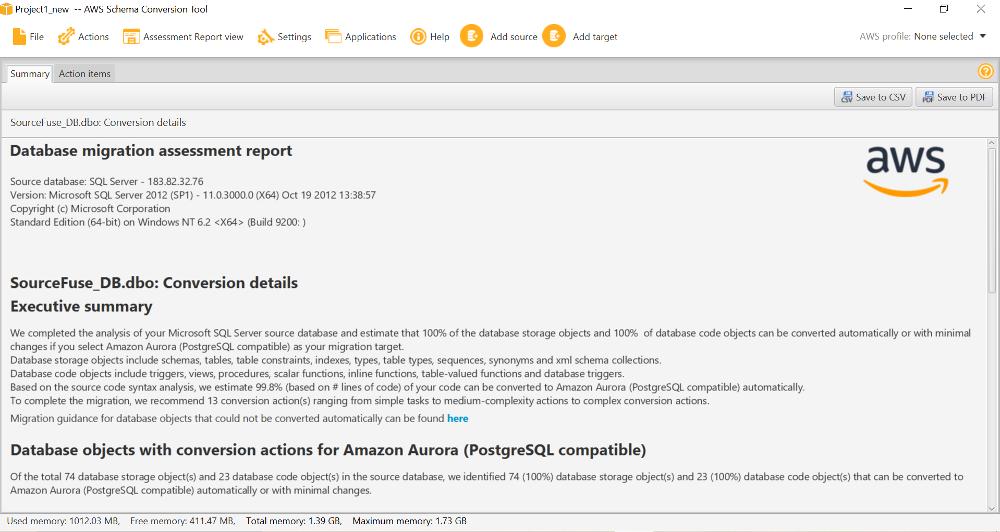 Project1_new -- AWS Schema Conversion Tool
File Actions Assessment Report view Settings Applications Help Add source Add target AWS profile: None selected
Summary Action items ?
CSV Save to CSV PDF Save to PDF
SourceFuse_DB.dbo: Conversion details
Database migration assessment report
aws
Source database: SQL Server - 183.82.32.76
Version: Microsoft SQL Server 2012 (SP1) - 11.0.3000.0 (X64) Oct 19 2012 13:38:57
Copyright (c) Microsoft Corporation
Standard Edition (64-bit) on Windows NT 6.2 <X64> (Build 9200: )
SourceFuse_DB.dbo: Conversion details
Executive summary
We completed the analysis of your Microsoft SQL Server source database and estimate that 100% of the database storage objects and 100% of database code objects can be converted automatically or with minimal
changes if you select Amazon Aurora (PostgreSQL compatible) as your migration target.
Database storage objects include schemas, tables, table constraints, indexes, types, table types, sequences, synonyms and xml schema collections.
Database code objects include triggers, views, procedures, scalar functions, inline functions, table-valued functions and database triggers.
Based on the source code syntax analysis, we estimate 99.8% (based on # lines of code) of your code can be converted to Amazon Aurora (PostgreSQL compatible) automatically.
To complete the migration, we recommend 13 conversion action(s) ranging from simple tasks to medium-complexity actions to complex conversion actions.
Migration guidance for database objects that could not be converted automatically can be found here
Database objects with conversion actions for Amazon Aurora (PostgreSQL compatible)
Of the total 74 database storage object(s) and 23 database code object(s) in the source database, we identified 74 (100%) database storage object(s) and 23 (100%) database code object(s) that can be converted to
Amazon Aurora (PostgreSQL compatible) automatically or with minimal changes.
Used memory: 1012.03 MB, Free memory: 411.47 MB, Total memory: 1.39 GB, Maximum memory: 1.73 GB